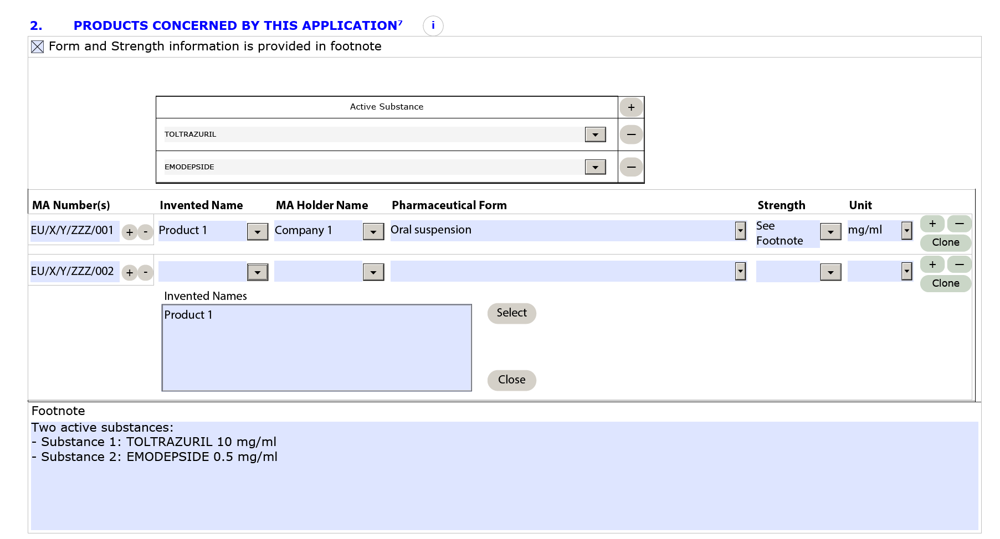 2. PRODUCTS CONCERNED BY THIS APPLICATION⁷ i
Form and Strength information is provided in footnote
Active Substance +
TOLTRAZURIL —
EMODEPSIDE —
MA Number(s) Invented Name MA Holder Name Pharmaceutical Form Strength Unit
EU/X/Y/ZZZ/001 + - Product 1 Company 1 Oral suspension See Footnote mg/ml + —
Clone
EU/X/Y/ZZZ/002 + - + —
Clone
Invented Names
Product 1
Select
Close
Footnote
Two active substances:
- Substance 1: TOLTRAZURIL 10 mg/ml
- Substance 2: EMODEPSIDE 0.5 mg/ml